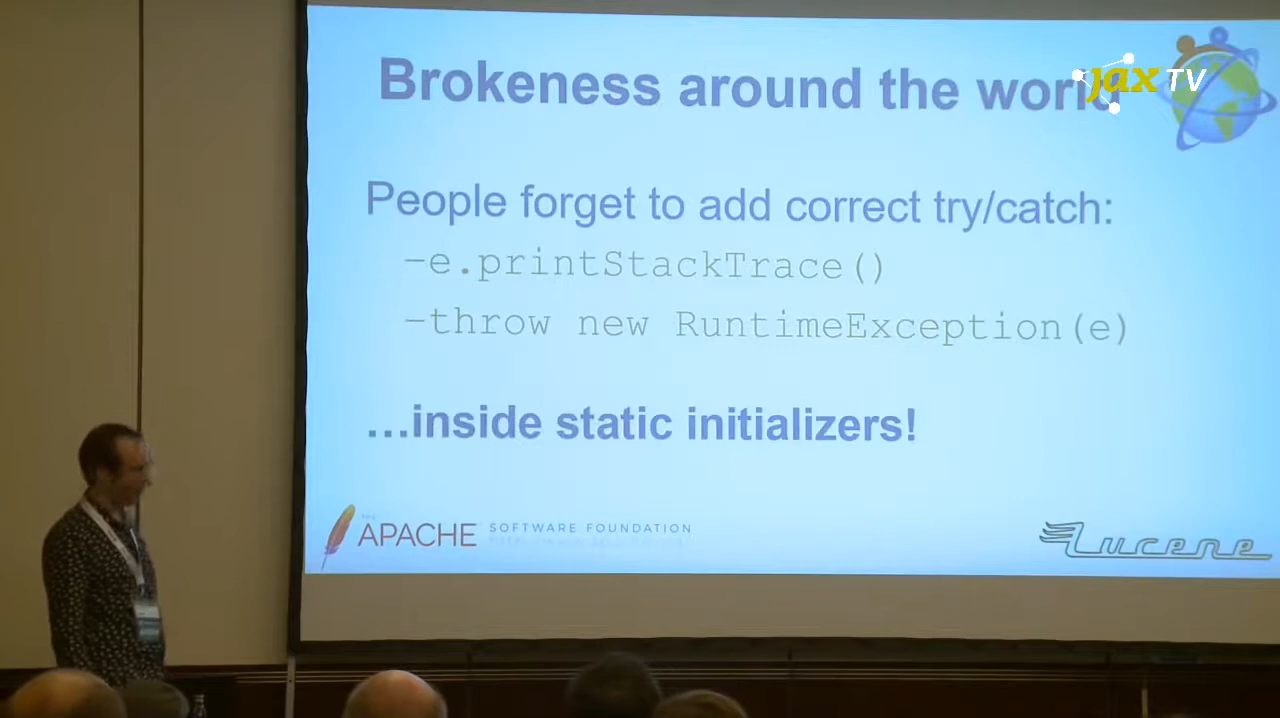 Brokeness around the world
jax TV
People forget to add correct try/catch:
–e.printStackTrace()
–throw new RuntimeException(e)
…inside static initializers!
APACHE SOFTWARE FOUNDATION
Lucene